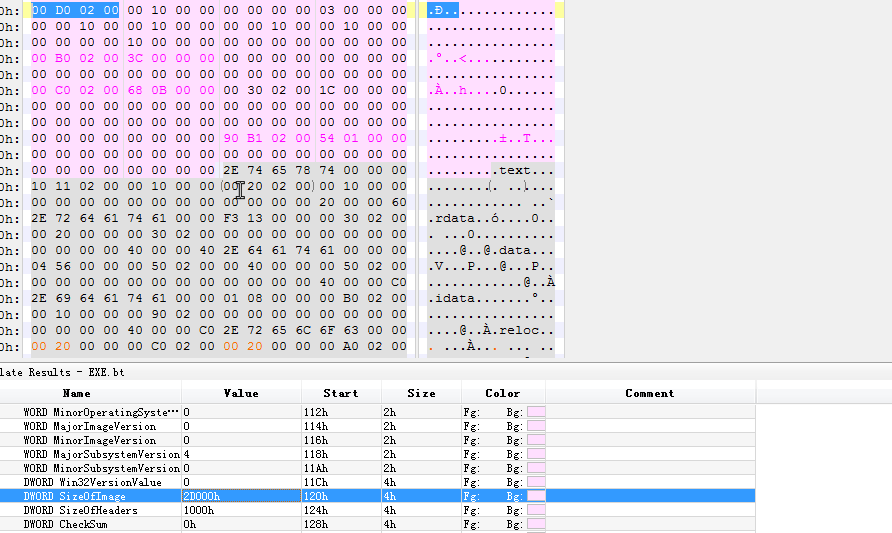 0h: 00 D0 02 00 00 10 00 00 00 00 00 00 03 00 00 00 .Ð..............
0h: 00 00 10 00 00 10 00 00 00 00 10 00 00 10 00 00 ................
0h: 00 00 00 00 10 00 00 00 00 00 00 00 00 00 00 00 ................
0h: 00 B0 02 00 3C 00 00 00 00 00 00 00 00 00 00 00 .°..<...........
0h: 00 00 00 00 00 00 00 00 00 00 00 00 00 00 00 00 ................
0h: 00 C0 02 00 68 0B 00 00 00 30 02 00 1C 00 00 00 .À..h....0......
0h: 00 00 00 00 00 00 00 00 00 00 00 00 00 00 00 00 ................
0h: 00 00 00 00 00 00 00 00 00 00 00 00 00 00 00 00 ................
0h: 00 00 00 00 00 00 00 00 90 B1 02 00 54 01 00 00 .........±..T...
0h: 00 00 00 00 00 00 00 00 00 00 00 00 00 00 00 00 ................
0h: 00 00 00 00 00 00 00 00 2E 74 65 78 74 00 00 00 .........text...
0h: 10 11 02 00 00 10 00 00 (00 20 02 00) 00 10 00 00 ........( ..)....
0h: 00 00 00 00 00 00 00 00 00 00 00 00 20 00 00 60 ............ ..`
0h: 2E 72 64 61 74 61 00 00 F3 13 00 00 00 30 02 00 .rdata..ó....0..
0h: 00 20 00 00 00 30 02 00 00 00 00 00 00 00 00 00 . ...0..........
0h: 00 00 00 00 40 00 00 40 2E 64 61 74 61 00 00 00 ....@..@.data...
0h: 04 56 00 00 00 50 02 00 00 40 00 00 00 50 02 00 .V...P...@...P..
0h: 00 00 00 00 00 00 00 00 00 00 00 00 40 00 00 C0 ............@..À
0h: 2E 69 64 61 74 61 00 00 01 08 00 00 00 B0 02 00 .idata.......°..
0h: 00 10 00 00 00 90 02 00 00 00 00 00 00 00 00 00 ................
0h: 00 00 00 00 40 00 00 C0 2E 72 65 6C 6F 63 00 00 ....@..À.reloc..
0h: 00 20 00 00 00 C0 02 00 00 20 00 00 00 A0 02 00 . ...À... ... ..
late Results - EXE.bt
Name Value Start Size Color Comment
WORD MinorOperatingSyste… 0 112h 2h Fg: Bg:
WORD MajorImageVersion 0 114h 2h Fg: Bg:
WORD MinorImageVersion 0 116h 2h Fg: Bg:
WORD MajorSubsystemVersion 4 118h 2h Fg: Bg:
WORD MinorSubsystemVersion 0 11Ah 2h Fg: Bg:
DWORD Win32VersionValue 0 11Ch 4h Fg: Bg:
DWORD SizeOfImage 2D000h 120h 4h Fg: Bg:
DWORD SizeOfHeaders 1000h 124h 4h Fg: Bg:
DWORD CheckSum 0h 128h 4h Fg: Bg: